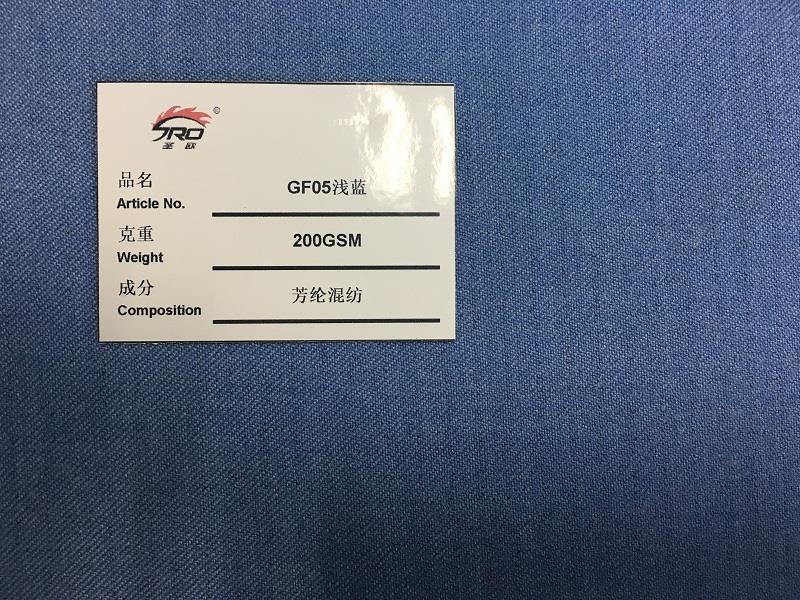 SRO
©
圣欧
品名
Article No.
GF05浅蓝
克重
Weight
200GSM
成分
Composition
芳纶混纺